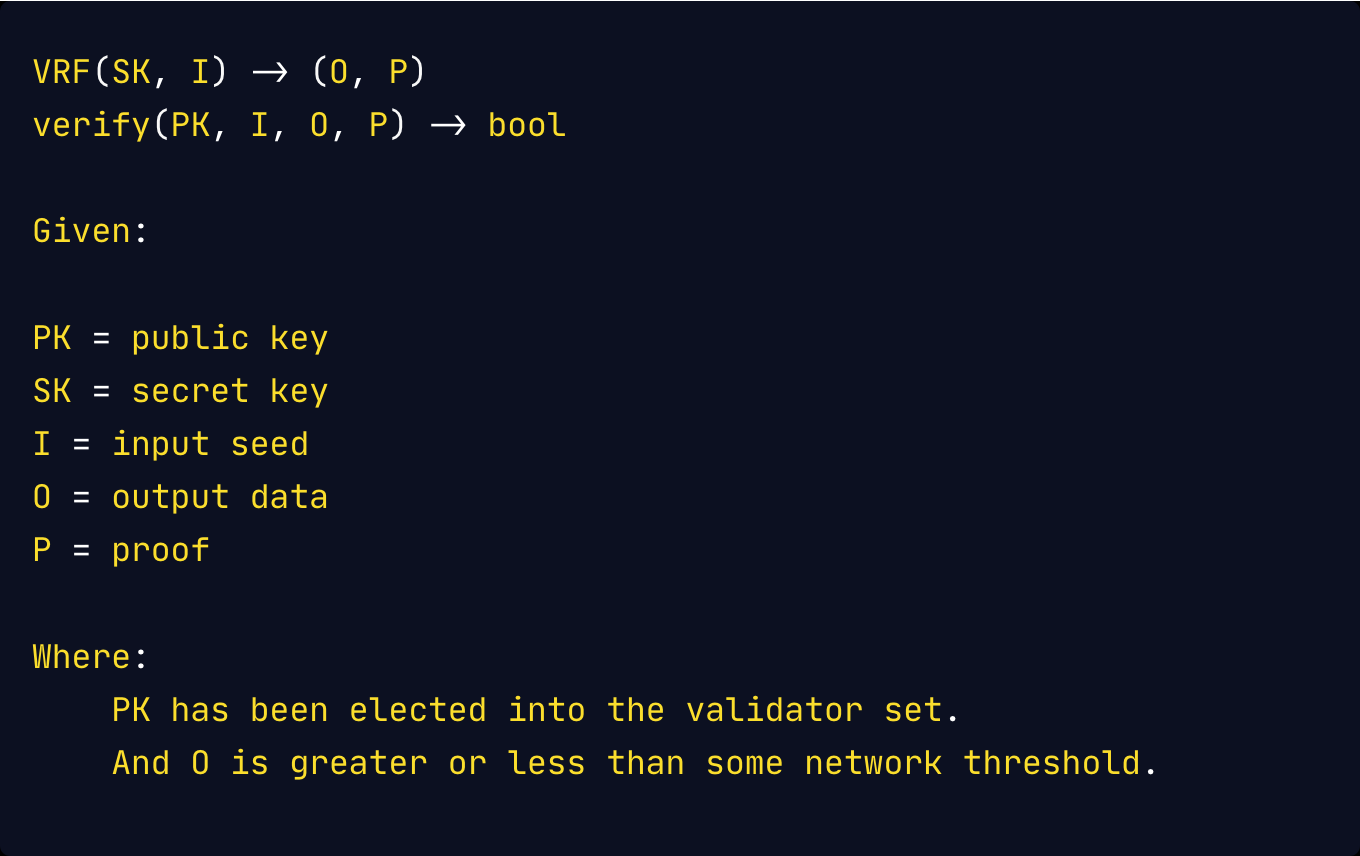 VRF(SK, I) → (O, P)
verify(PK, I, O, P) → bool
Given:
PK = public key
SK = secret key
I = input seed
O = output data
P = proof
Where:
PK has been elected into the validator set.
And O is greater or less than some network threshold.